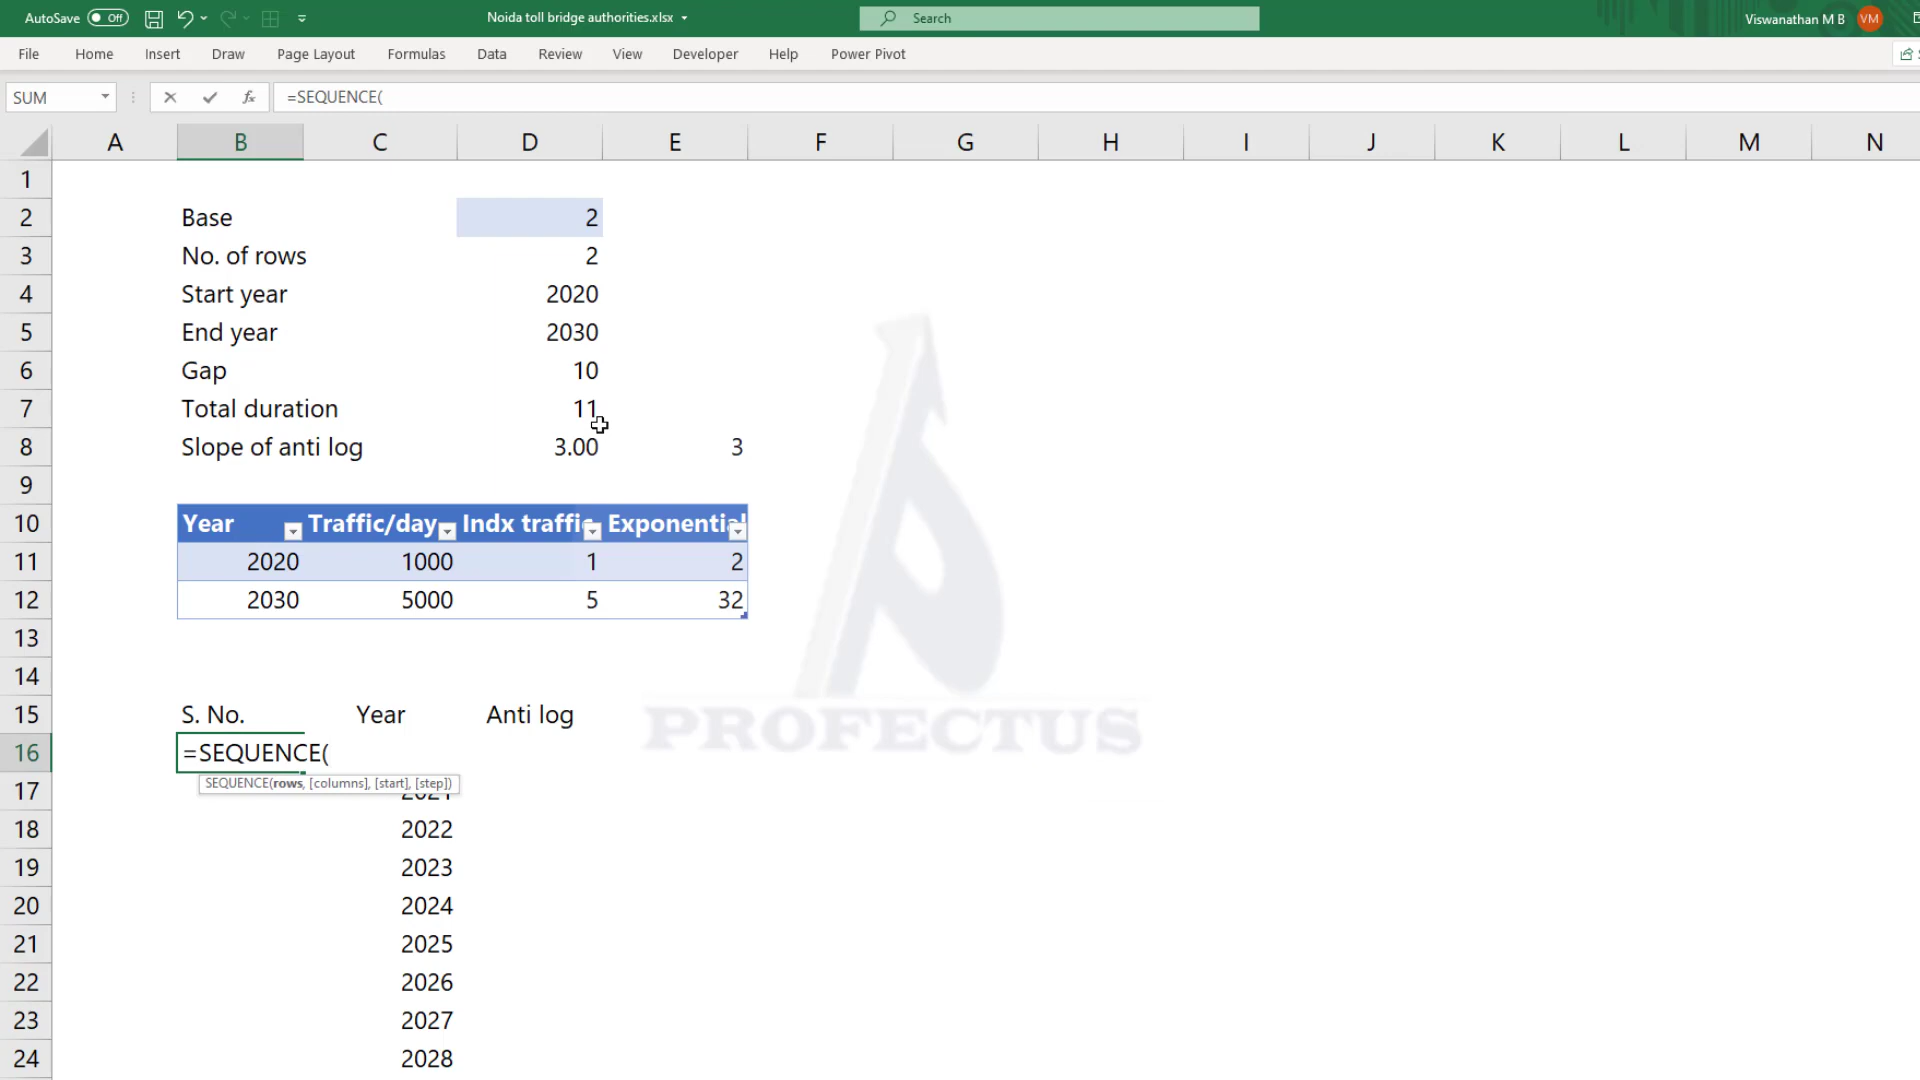 AutoSave Off Noida toll bridge authorities.xlsx Search Viswanathan M B VM
File Home Insert Draw Page Layout Formulas Data Review View Developer Help Power Pivot
SUM fx =SEQUENCE(
A B C D E F G H I J K L M N
1
2 Base 2
3 No. of rows 2
4 Start year 2020
5 End year 2030
6 Gap 10
7 Total duration 11
8 Slope of anti log 3.00 3
9
10 Year Traffic/day Indx traffic Exponential
11 2020 1000 1 2
12 2030 5000 5 32
13
14
15 S. No. Year Anti log
PROFECTUS
16 =SEQUENCE(
SEQUENCE(rows, [columns], [start], [step])
17 2021
18 2022
19 2023
20 2024
21 2025
22 2026
23 2027
24 2028